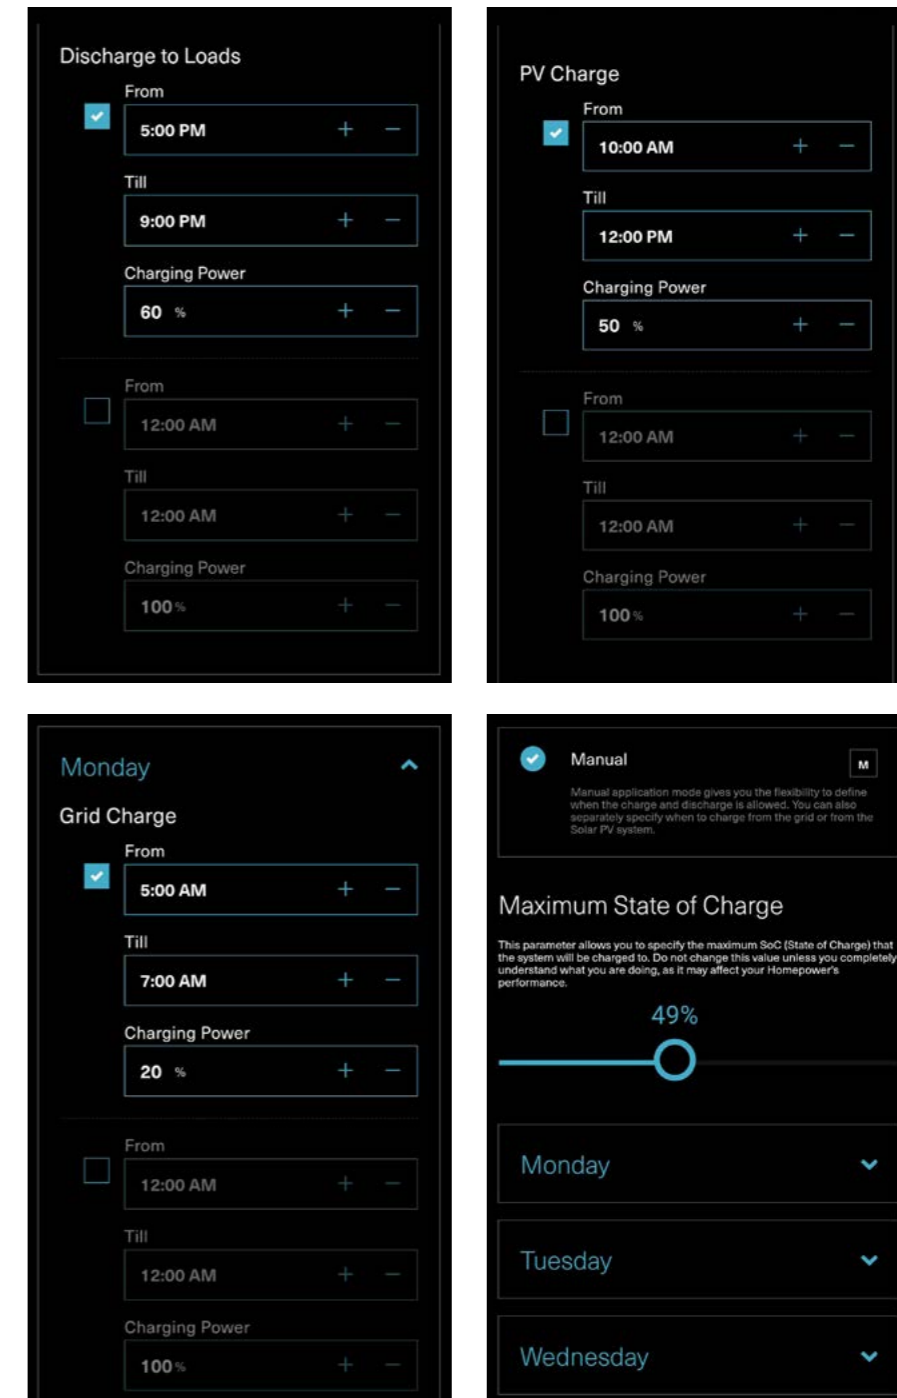 Discharge to Loads
From
5:00 PM + −
Till
9:00 PM + −
Charging Power
60 % + −
From
12:00 AM + −
Till
12:00 AM + −
Charging Power
100 % + −
PV Charge
From
10:00 AM + −
Till
12:00 PM + −
Charging Power
50 % + −
From
12:00 AM + −
Till
12:00 AM + −
Charging Power
100 % + −
Monday
Grid Charge
From
5:00 AM + −
Till
7:00 AM + −
Charging Power
20 % + −
From
12:00 AM + −
Till
12:00 AM + −
Charging Power
100 % + −
Manual M
Manual application mode gives you the flexibility to define
when the charge and discharge is allowed. You can also
separately specify when to charge from the grid or from the
Solar PV system.
Maximum State of Charge
This parameter allows you to specify the maximum SoC (State of Charge) that
the system will be charged to. Do not change this value unless you completely
understand what you are doing, as it may affect your Homepower's
performance.
49%
Monday
Tuesday
Wednesday